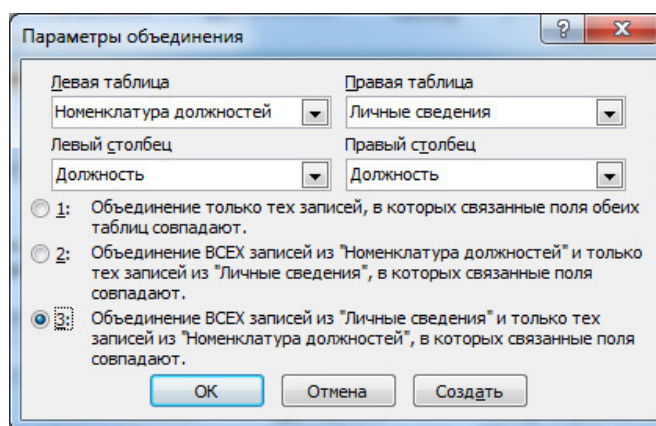 Параметры объединения
Левая таблица Правая таблица
Номенклатура должностей Личные сведения
Левый столбец Правый столбец
Должность Должность
1: Объединение только тех записей, в которых связанные поля обеих
таблиц совпадают.
2: Объединение ВСЕХ записей из "Номенклатура должностей" и только
тех записей из "Личные сведения", в которых связанные поля
совпадают.
3: Объединение ВСЕХ записей из "Личные сведения" и только тех
записей из "Номенклатура должностей", в которых связанные поля
совпадают.
ОК Отмена Создать